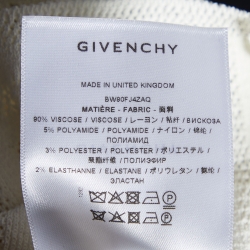 GIVENCHY
MADE IN UNITED KINGDOM
BW90FJ4ZAQ
MATIÈRE - FABRIC - 面料
90% VISCOSE / VISCOSE / レーヨン / 粘纤 / ВИСКОЗА
5% POLYAMIDE / POLYAMIDE / ナイロン / 锦纶 /
ПОЛИАМИД
3% POLYESTER / POLYESTER / ポリエステル /
聚酯纤维 / ПОЛИЭФИР
2% ELASTHANNE / ELASTANE / ポリウレタン / 氨纶 /
ЭЛАСТАН